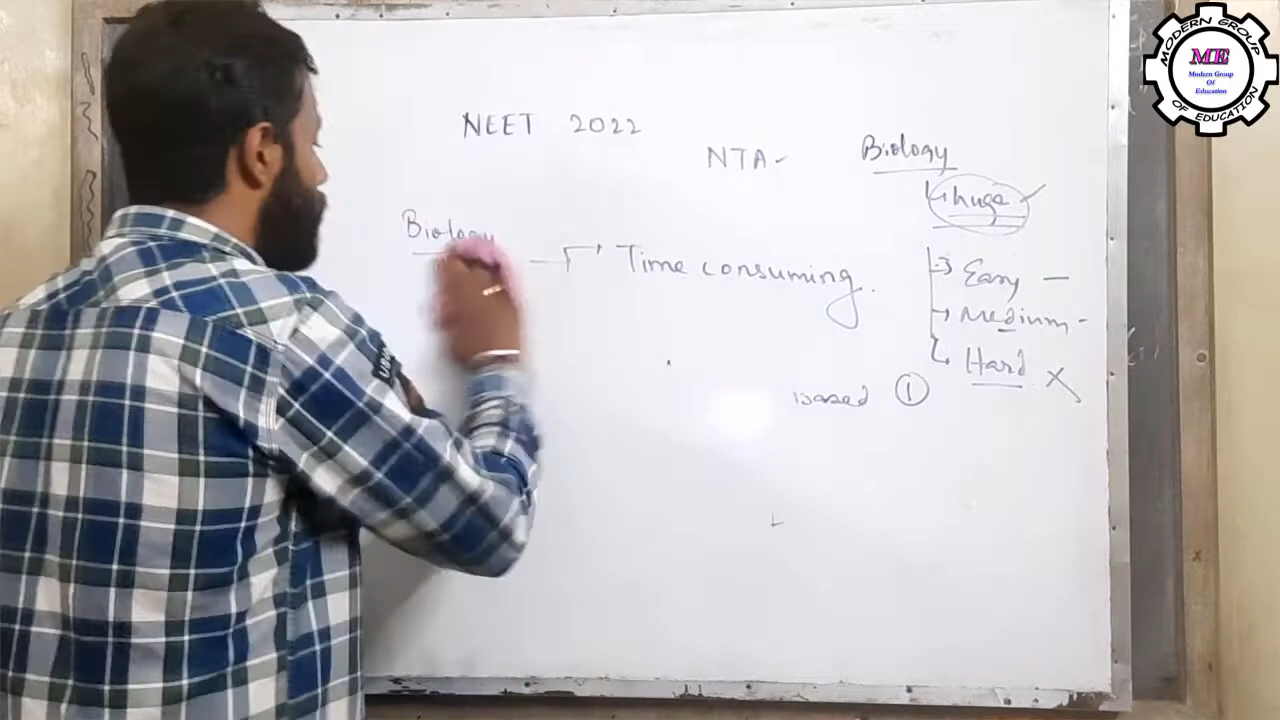 NEET 2022
NTA-
Biology
huge
Biology
Time consuming.
Easy -
Medium -
Hard X
based ①
MODERN GROUP
ME
Modern Group
Of
Education
OF EDUCATION